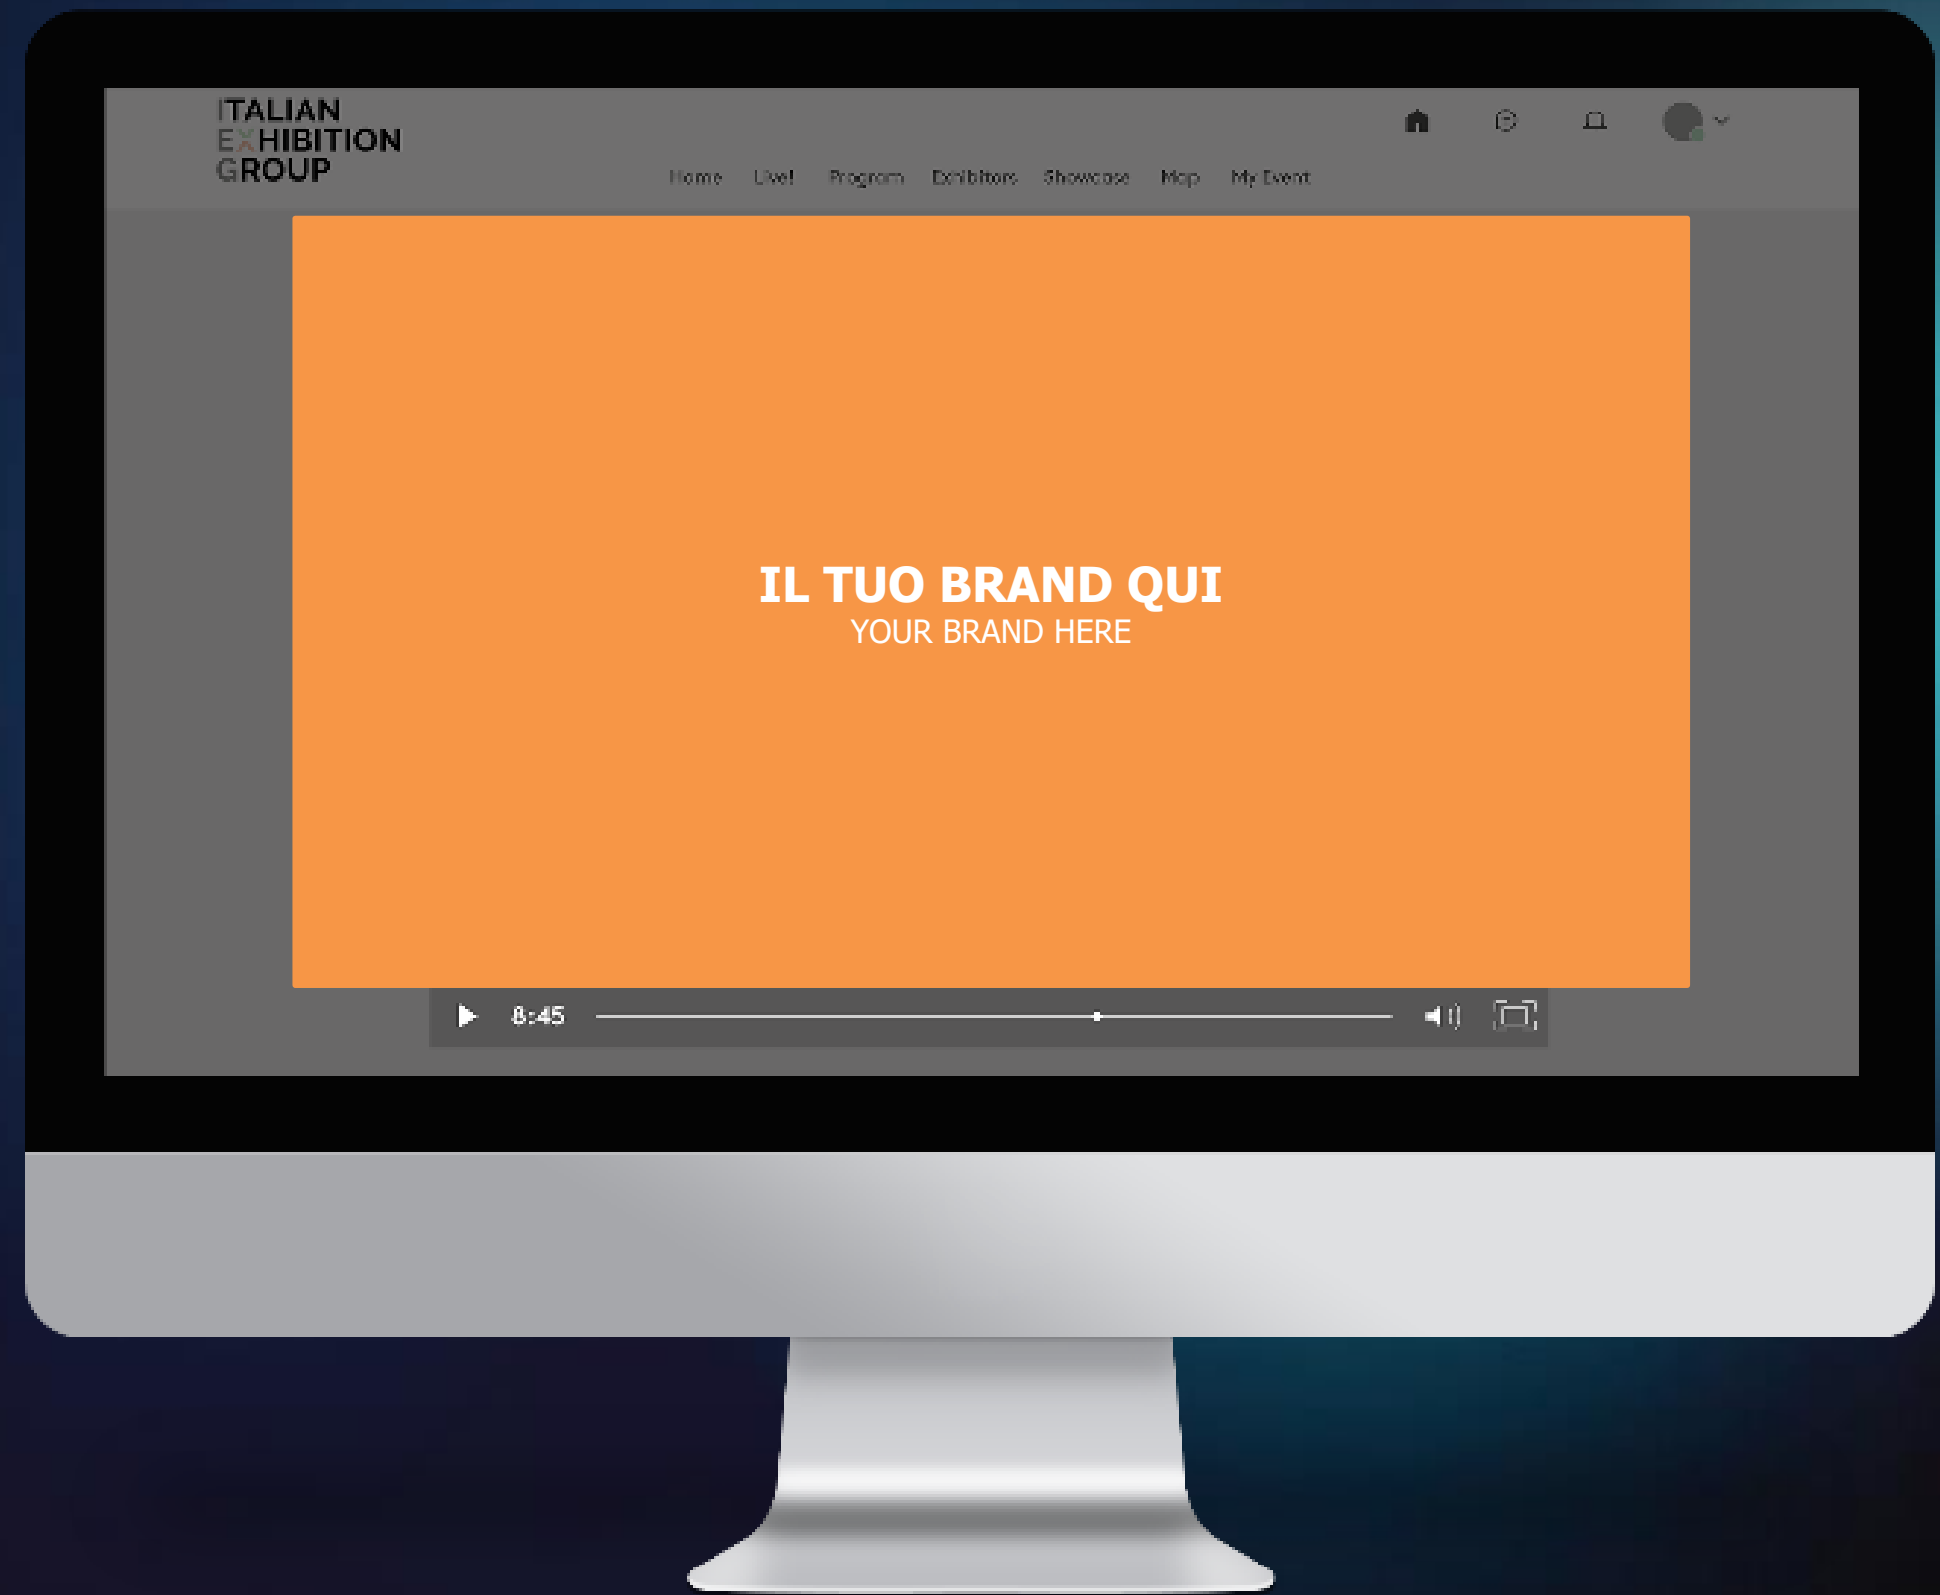 ITALIAN
EXHIBITION
GROUP
Home Live! Program Exhibitors Showcase Map My Event
IL TUO BRAND QUI
YOUR BRAND HERE
8:45